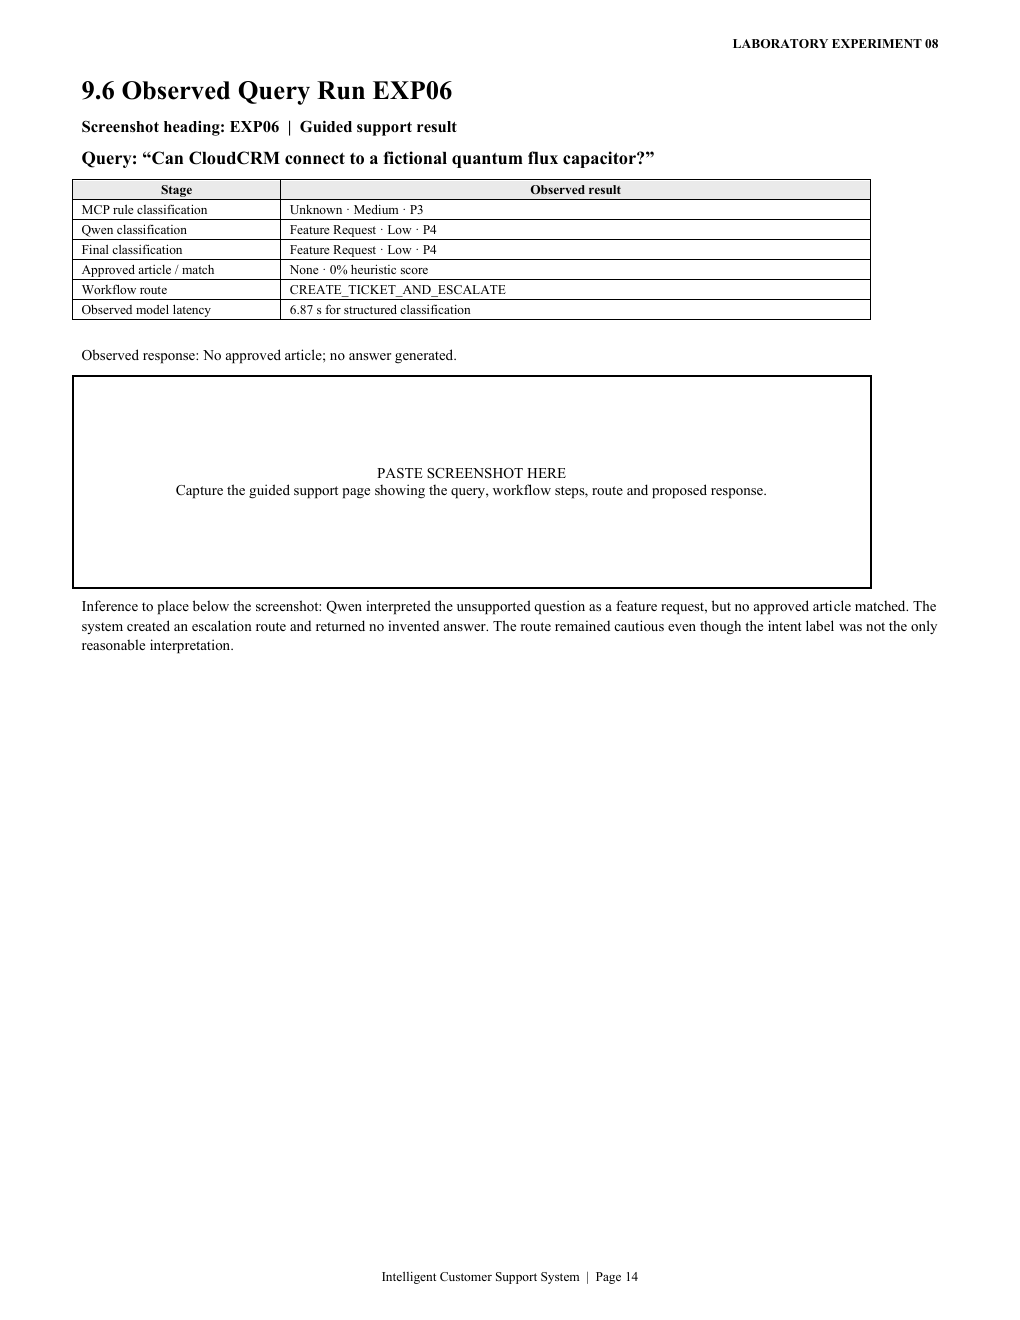 LABORATORY EXPERIMENT 08
9.6 Observed Query Run EXP06
Screenshot heading: EXP06 | Guided support result
Query: “Can CloudCRM connect to a fictional quantum flux capacitor?”
Stage Observed result
MCP rule classification Unknown · Medium · P3
Qwen classification Feature Request · Low · P4
Final classification Feature Request · Low · P4
Approved article / match None · 0% heuristic score
Workflow route CREATE_TICKET_AND_ESCALATE
Observed model latency 6.87 s for structured classification
Observed response: No approved article; no answer generated.
PASTE SCREENSHOT HERE
Capture the guided support page showing the query, workflow steps, route and proposed response.
Inference to place below the screenshot: Qwen interpreted the unsupported question as a feature request, but no approved article matched. The
system created an escalation route and returned no invented answer. The route remained cautious even though the intent label was not the only
reasonable interpretation.
Intelligent Customer Support System | Page 14